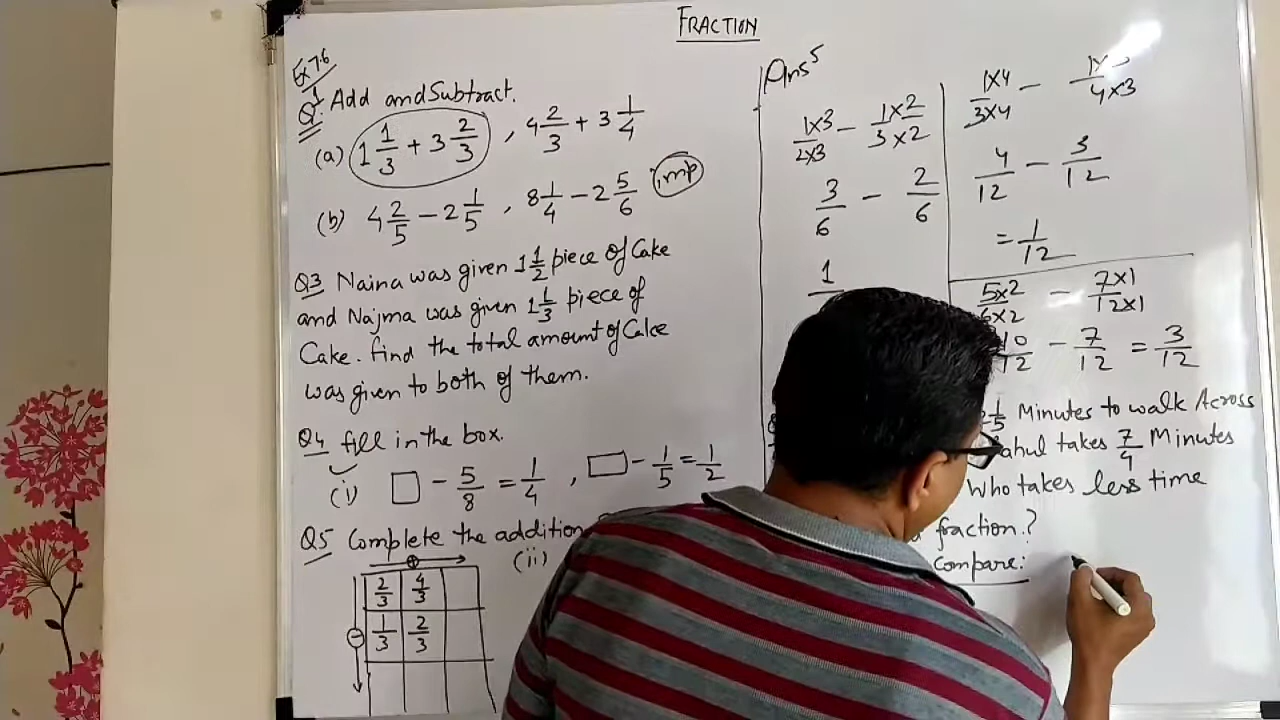 FRACTION
Ex 7.6
Q1 Add and Subtract.
(a) 1 1/3 + 3 2/3 , 4 2/3 + 3 1/4
(b) 4 2/5 – 2 1/5 , 8 1/4 – 2 5/6 imp
Q3 Naina was given 1 1/2 piece of Cake
and Najma was given 1 1/3 piece of
Cake. find the total amount of Cake
was given to both of them.
Q4 fill in the box.
(i) □ – 5/8 = 1/4 , □ – 1/5 = 1/2
Q5 Complete the addition
(ii)
+
2/3 4/3
– 1/3 2/3
Ans5
1×3/2×3 – 1×2/3×2
3/6 – 2/6
1
1×4/3×4 – 1×/4×3
4/12 – 3/12
= 1/12
5×2/6×2 – 7×1/12×1
10/12 – 7/12 = 3/12
1/5 Minutes to walk Across
ahul takes 7/4 Minutes
Who takes less time
fraction.?
compare: